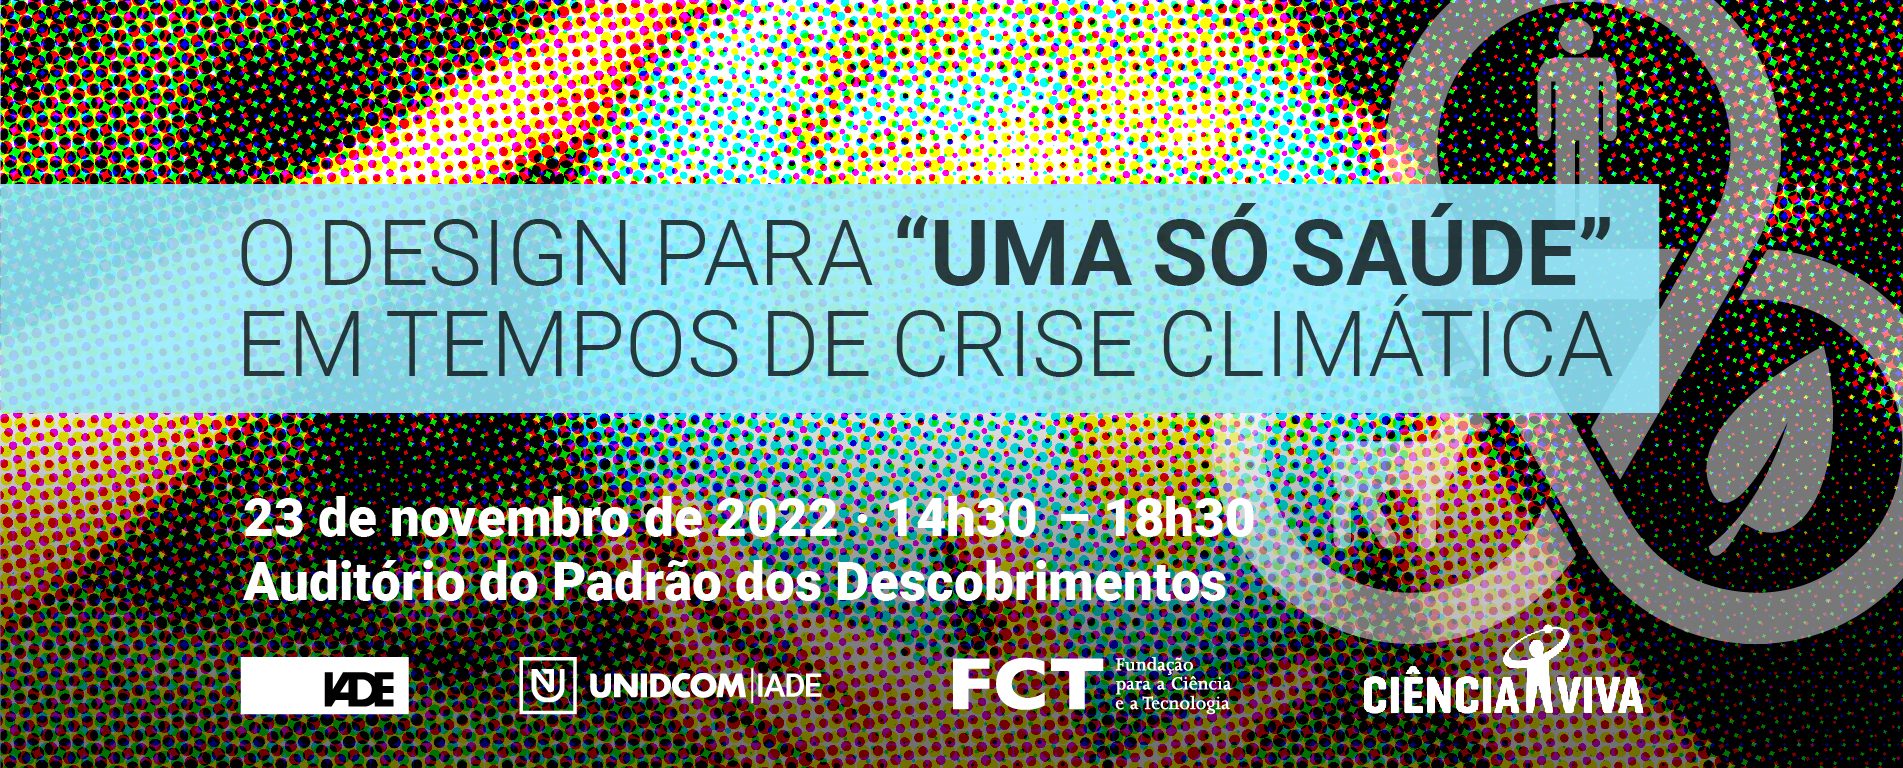 O DESIGN PARA “UMA SÓ SAÚDE”
EM TEMPOS DE CRISE CLIMÁTICA
23 de novembro de 2022 · 14h30 – 18h30
Auditório do Padrão dos Descobrimentos
IADE
UNIDCOM|IADE
FCT Fundação
para a Ciência
e a Tecnologia
CIÊNCIA VIVA